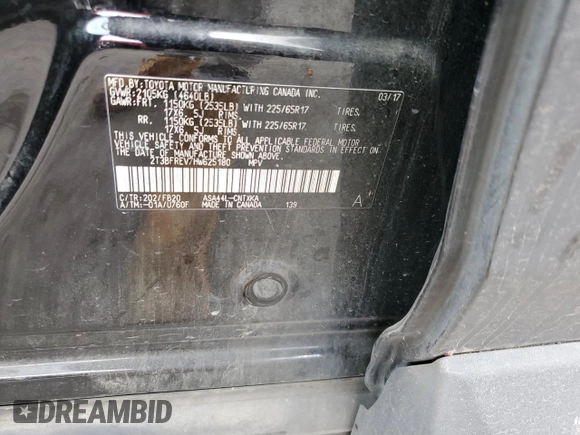 MFD.BY:TOYOTA MOTOR MANUFACTURING CANADA INC.
GVWR:2105KG(4640LB) 03/17
GAWR:FRT. 1150KG(2535LB)WITH 225/65R17 TIRES,
17X6.5J RIMS
RR. 1150KG(2535LB)WITH 225/65R17 TIRES,
17X6.5J RIMS
THIS VEHICLE CONFORMS TO ALL APPLICABLE FEDERAL MOTOR
VEHICLE SAFETY AND THEFT PREVENTION STANDARDS IN EFFECT ON
THE DATE OF MANUFACTURE SHOWN ABOVE.
2T3BFREV7HW625180 MPV
C/TR:202/FB20 ASA44L-CNTXKA A
A/TM:-01A/U760F MADE IN CANADA 139
DREAMBID